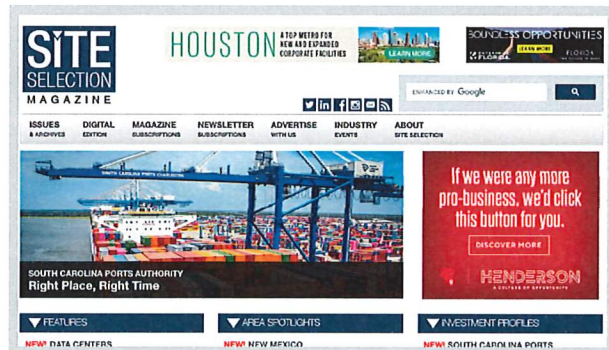 SiTE
SELECTION
MAGAZINE
HOUSTON
A TOP METRO FOR
NEW AND EXPANDED
CORPORATE FACILITIES
LEARN MORE
BOUNDLESS OPPORTUNITIES
LEARN MORE
FLORIDA
FLORIDA
ENHANCED BY Google
ISSUES
& ARCHIVES
DIGITAL
EDITION
MAGAZINE
SUBSCRIPTIONS
NEWSLETTER
SUBSCRIPTIONS
ADVERTISE
WITH US
INDUSTRY
EVENTS
ABOUT
SITE SELECTION
SOUTH CAROLINA PORTS CHARLESTON
SOUTH CAROLINA PORTS AUTHORITY
Right Place, Right Time
If we were any more
pro-business, we'd click
this button for you.
DISCOVER MORE
HENDERSON
A CULTURE OF OPPORTUNITY
FEATURES
NEW! DATA CENTERS
AREA SPOTLIGHTS
NEW! NEW MEXICO
INVESTMENT PROFILES
NEW! SOUTH CAROLINA PORTS